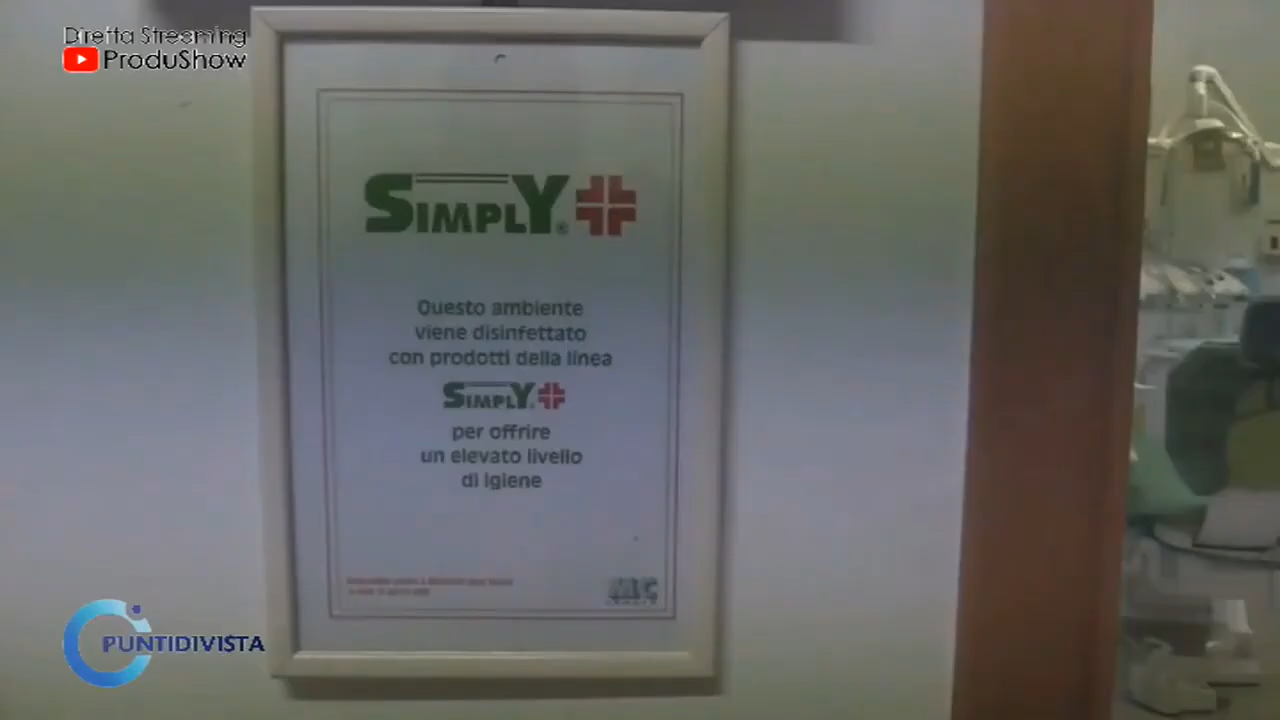 Diretta Streaming
ProduShow
SIMPLY®
Questo ambiente
viene disinfettato
con prodotti della linea
SIMPLY
per offrire
un elevato livello
di igiene
PUNTIDIVISTA